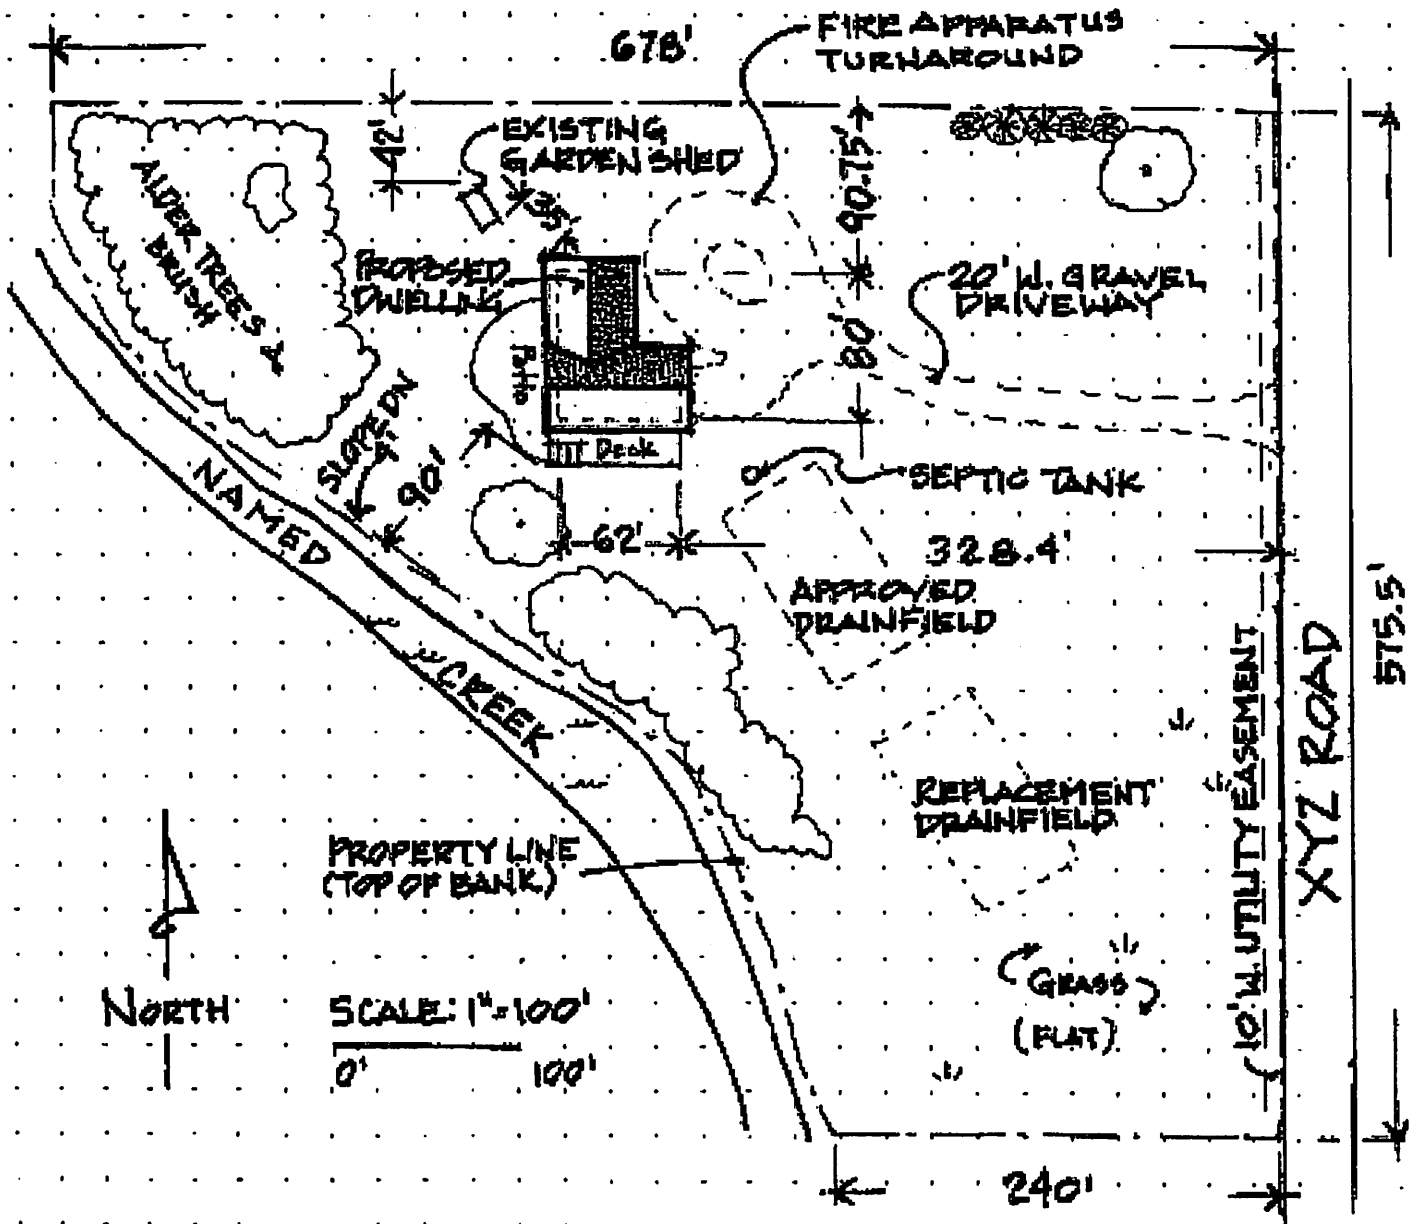 678'
FIRE APPARATUS
TURNAROUND
42'
EXISTING
GARDEN SHED
35'
90.75'
ALDER TREES &
BRUSH
PROPOSED
DWELLING
20' W. GRAVEL
DRIVEWAY
80'
Patio
Deck
SLOPE DN
90'
SEPTIC TANK
62'
328.4'
APPROVED
DRAINFIELD
575.5'
NAMED
CREEK
REPLACEMENT
DRAINFIELD
10' W. UTILITY EASEMENT
XYZ ROAD
PROPERTY LINE
(TOP OF BANK)
GRASS
(FLAT)
NORTH
SCALE: 1"=100'
0' 100'
240'